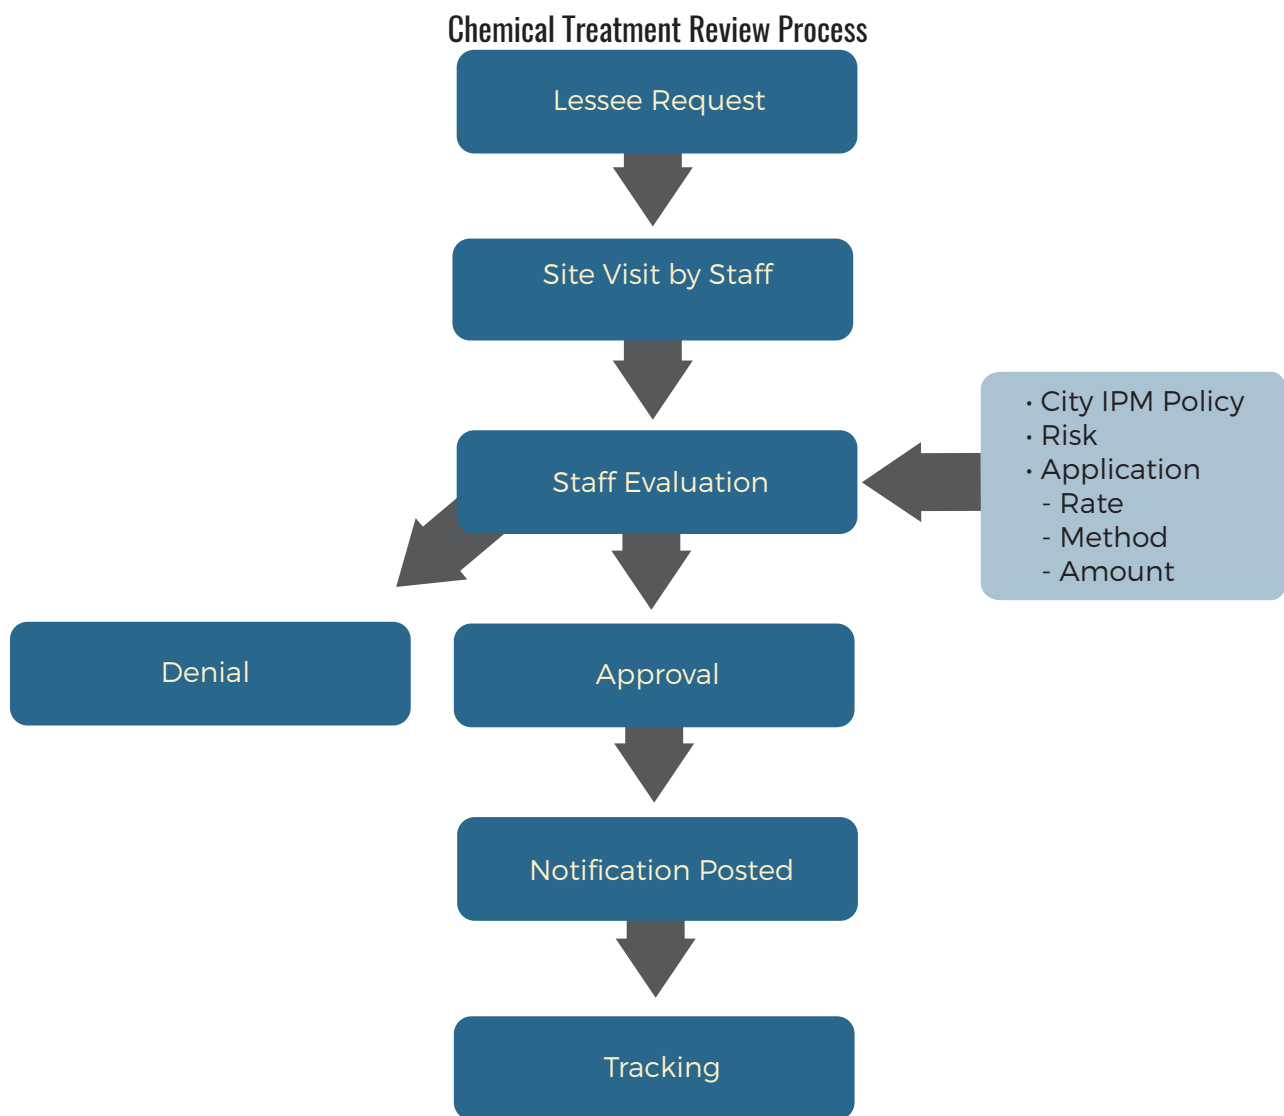 Chemical Treatment Review Process
Lessee Request
Site Visit by Staff
Staff Evaluation
· City IPM Policy
· Risk
· Application
- Rate
- Method
- Amount
Denial
Approval
Notification Posted
Tracking